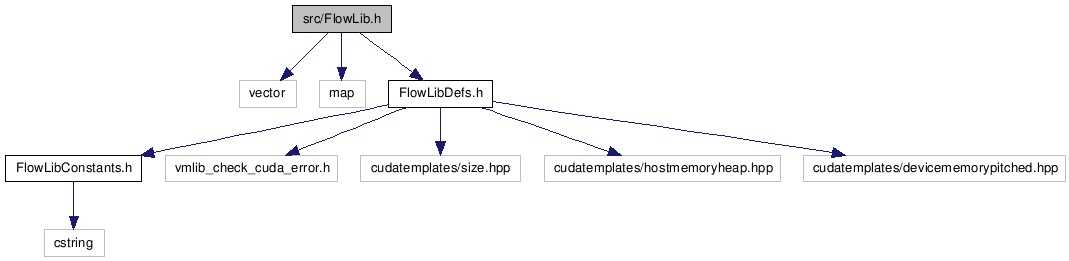 src/FlowLib.h
vector
map
FlowLibDefs.h
FlowLibConstants.h
vmlib_check_cuda_error.h
cudatemplates/size.hpp
cudatemplates/hostmemoryheap.hpp
cudatemplates/devicememorypitched.hpp
cstring